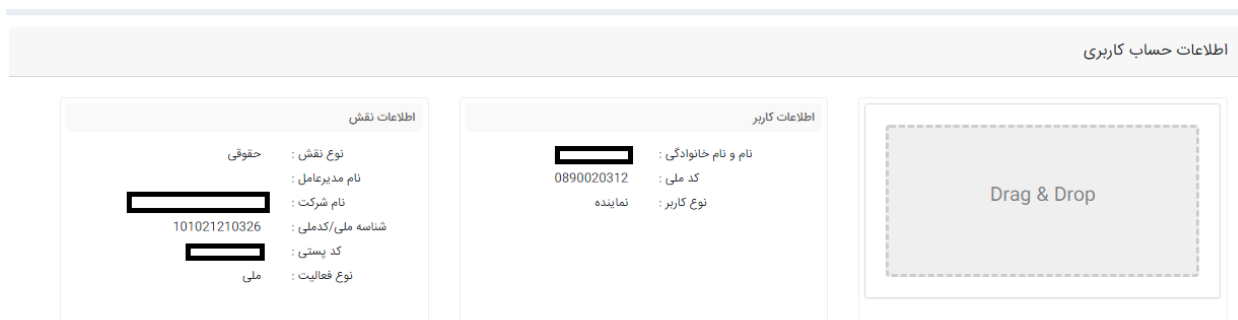 اطلاعات حساب کاربری
Drag & Drop
اطلاعات کاربر
نام و نام خانوادگی :
کد ملی : 0890020312
نوع کاربر : نماینده
اطلاعات نقش
نوع نقش : حقوقی
نام مدیرعامل :
نام شرکت :
شناسه ملی/کدملی : 101021210326
کد پستی :
نوع فعالیت : ملی